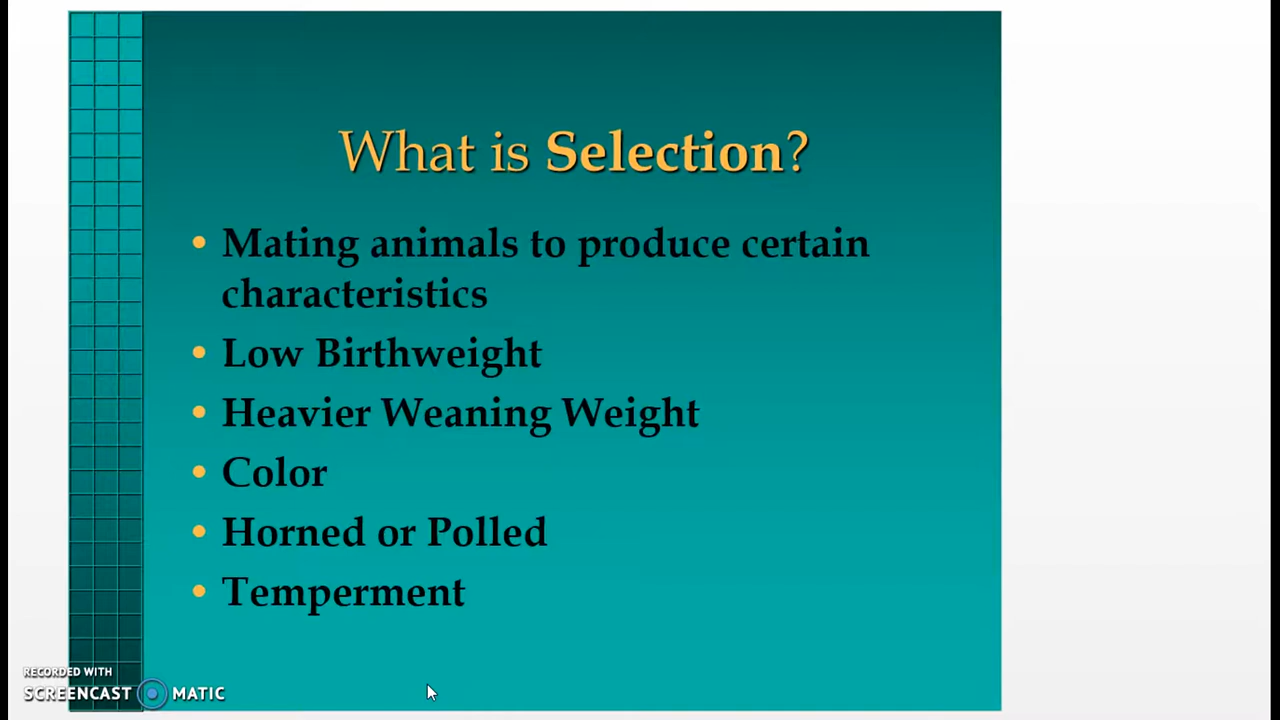 What is Selection?
• Mating animals to produce certain
characteristics
• Low Birthweight
• Heavier Weaning Weight
• Color
• Horned or Polled
• Temperment
RECORDED WITH
SCREENCAST MATIC